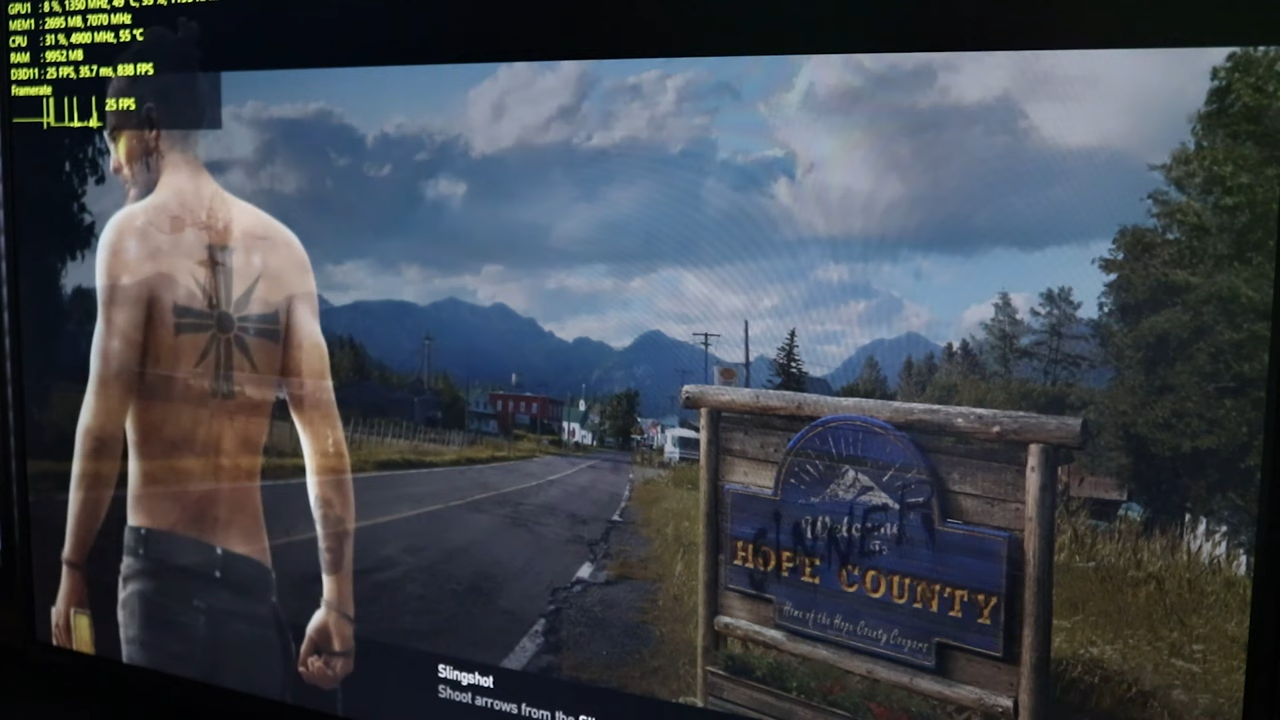 GPU1 : 8 %, 1350 MHz, 49 °C
MEM1 : 2695 MB, 7070 MHz
CPU : 31 %, 4900 MHz, 55 °C
RAM : 9952 MB
D3D11 : 25 FPS, 35.7 ms, 838 FPS
Framerate
25 FPS
SINNER
Welcome
To
HOPE COUNTY
Home of the Hope County Cougars
Slingshot
Shoot arrows from the